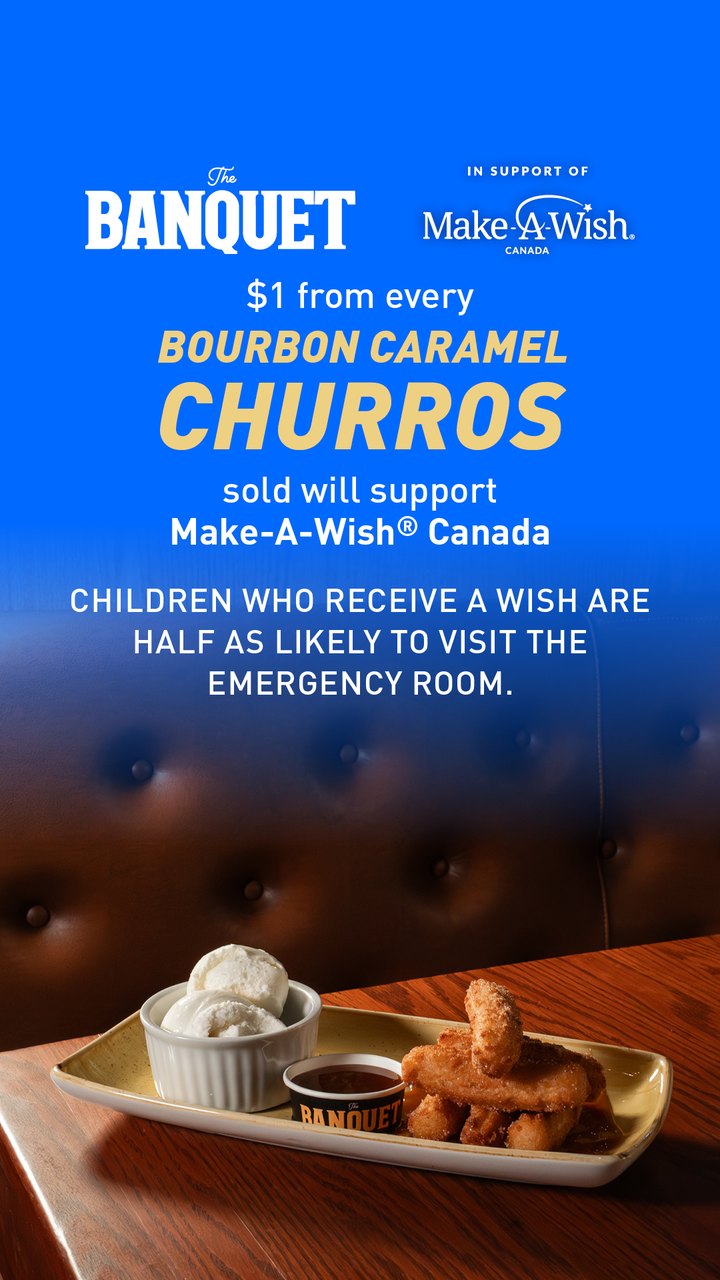 The
BANQUET
IN SUPPORT OF
Make-A-Wish®
CANADA
$1 from every
BOURBON CARAMEL
CHURROS
sold will support
Make-A-Wish® Canada
CHILDREN WHO RECEIVE A WISH ARE
HALF AS LIKELY TO VISIT THE
EMERGENCY ROOM.
The
BANQUET